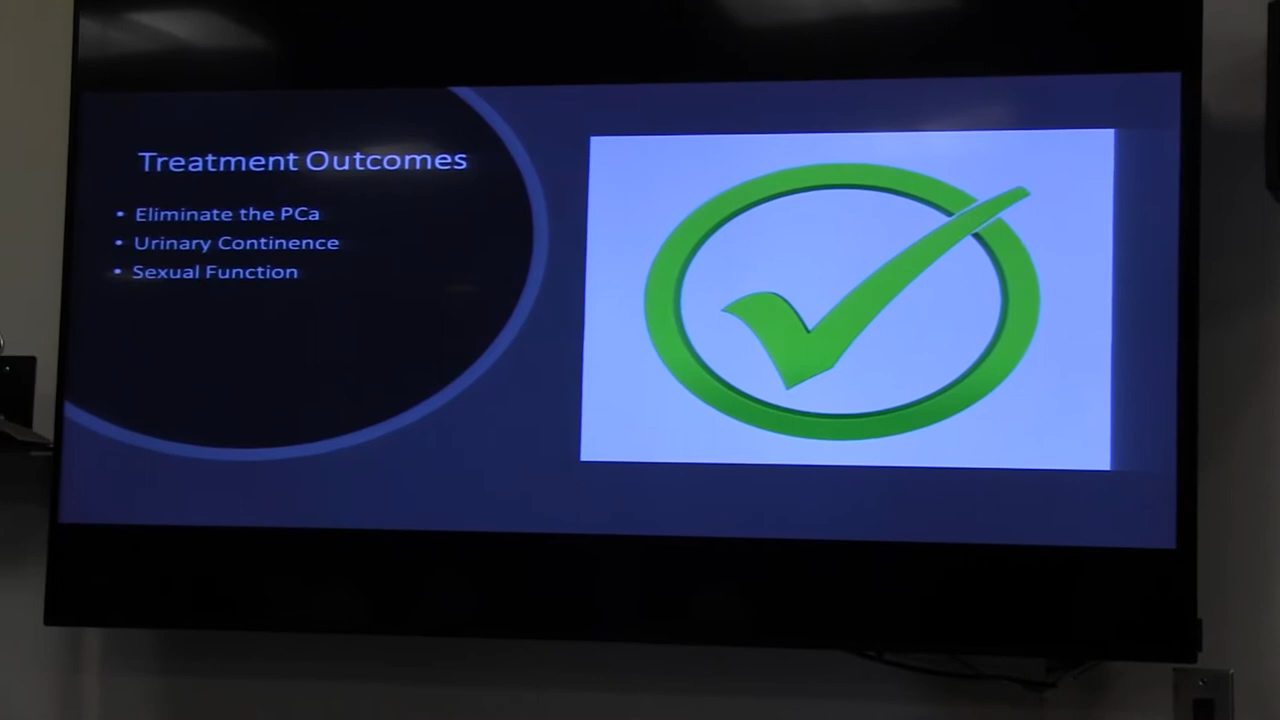 Treatment Outcomes
• Eliminate the PCa
• Urinary Continence
• Sexual Function